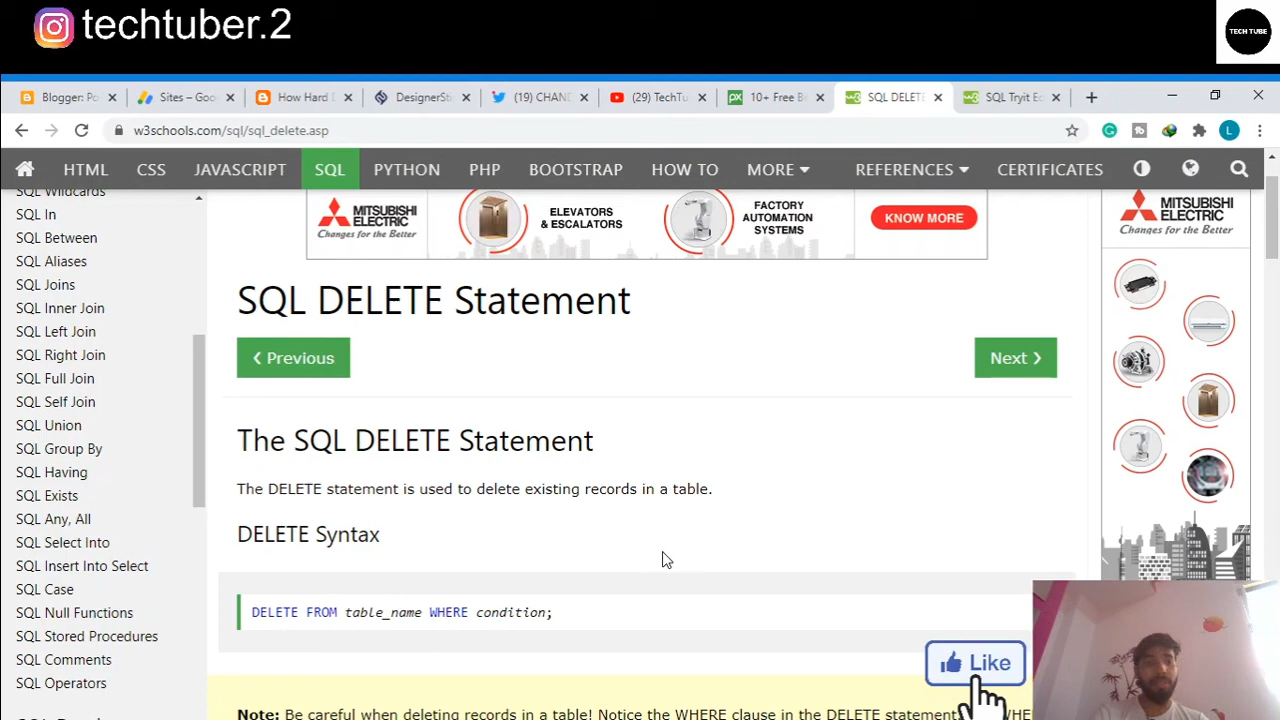 techtuber.2
TECH TUBE
Blogger: Po
Sites – Goo
How Hard
DesignerSt
(19) CHAN
(29) TechTu
10+ Free B
SQL DELETE
SQL Tryit Ed
w3schools.com/sql/sql_delete.asp
L
HTML
CSS
JAVASCRIPT
SQL
PYTHON
PHP
BOOTSTRAP
HOW TO
MORE
REFERENCES
CERTIFICATES
SQL Wildcards
SQL In
SQL Between
SQL Aliases
SQL Joins
SQL Inner Join
SQL Left Join
SQL Right Join
SQL Full Join
SQL Self Join
SQL Union
SQL Group By
SQL Having
SQL Exists
SQL Any, All
SQL Select Into
SQL Insert Into Select
SQL Case
SQL Null Functions
SQL Stored Procedures
SQL Comments
SQL Operators
MITSUBISHI
ELECTRIC
Changes for the Better
ELEVATORS
& ESCALATORS
FACTORY
AUTOMATION
SYSTEMS
KNOW MORE
MITSUBISHI
ELECTRIC
Changes for the Better
SQL DELETE Statement
❮ Previous
Next ❯
The SQL DELETE Statement
The DELETE statement is used to delete existing records in a table.
DELETE Syntax
DELETE FROM table_name WHERE condition;
Like
Note: Be careful when deleting records in a table! Notice the WHERE clause in the DELETE statement